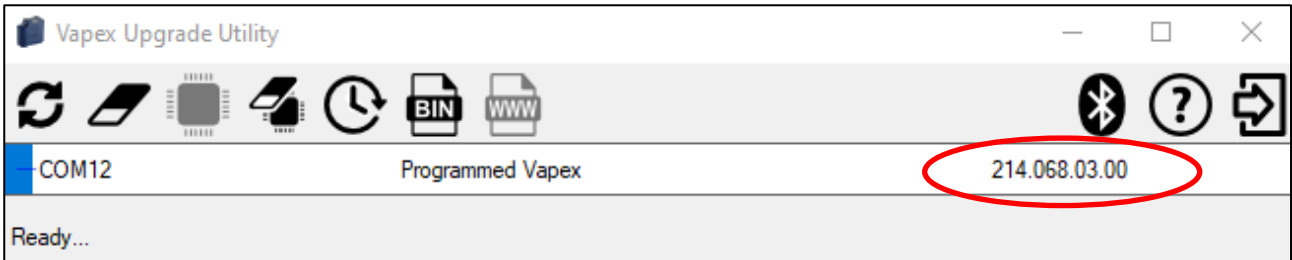 Vapex Upgrade Utility
BIN WWW
COM12 Programmed Vapex 214.068.03.00
Ready...